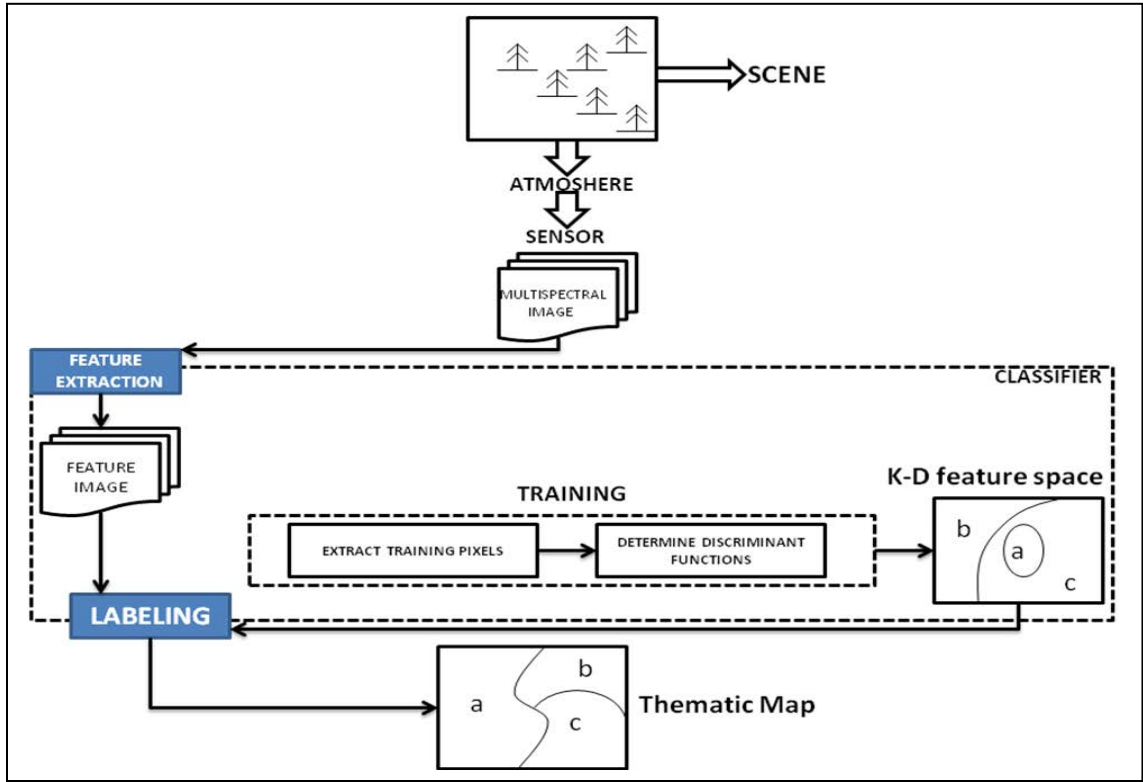 SCENE
ATMOSHERE
SENSOR
MULTISPECTRAL
IMAGE
FEATURE
EXTRACTION
CLASSIFIER
FEATURE
IMAGE
TRAINING
K-D feature space
EXTRACT TRAINING PIXELS
DETERMINE DISCRIMINANT
FUNCTIONS
b
a
c
LABELING
a
b
c
Thematic Map